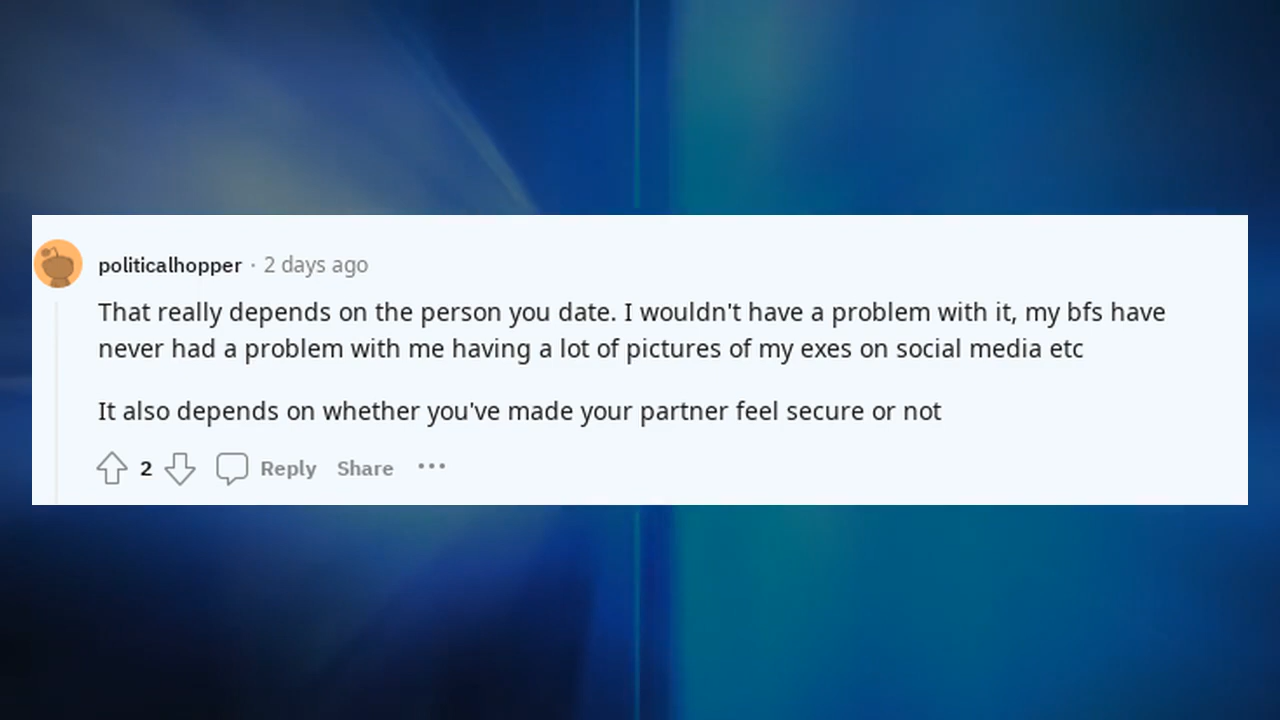 politicalhopper · 2 days ago
That really depends on the person you date. I wouldn't have a problem with it, my bfs have
never had a problem with me having a lot of pictures of my exes on social media etc
It also depends on whether you've made your partner feel secure or not
2 Reply Share •••